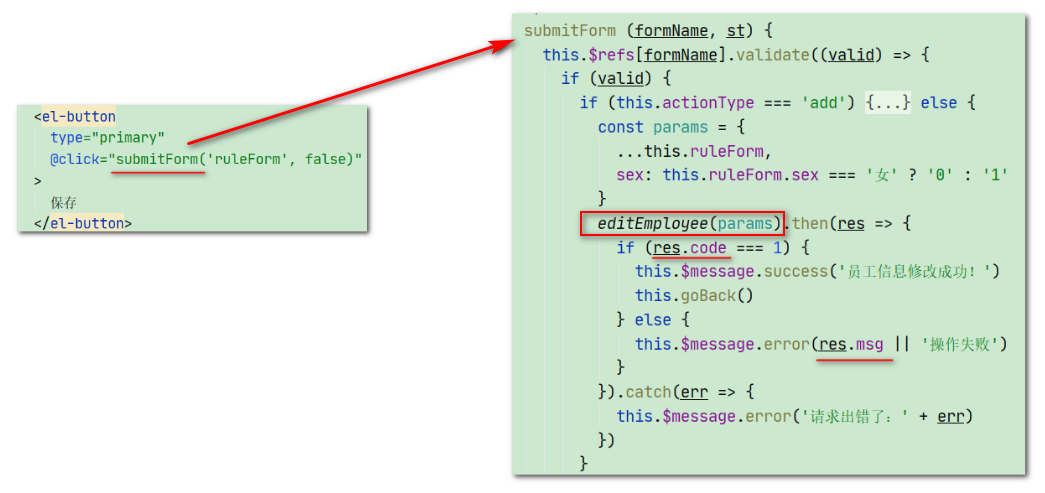 <el-button
type="primary"
@click="submitForm('ruleForm', false)"
>
保存
</el-button>
submitForm (formName, st) {
this.$refs[formName].validate((valid) => {
if (valid) {
if (this.actionType === 'add') {...} else {
const params = {
...this.ruleForm,
sex: this.ruleForm.sex === '女' ? '0' : '1'
}
editEmployee(params).then(res => {
if (res.code === 1) {
this.$message.success('员工信息修改成功！')
this.goBack()
} else {
this.$message.error(res.msg || '操作失败')
}
}).catch(err => {
this.$message.error('请求出错了：' + err)
})
}